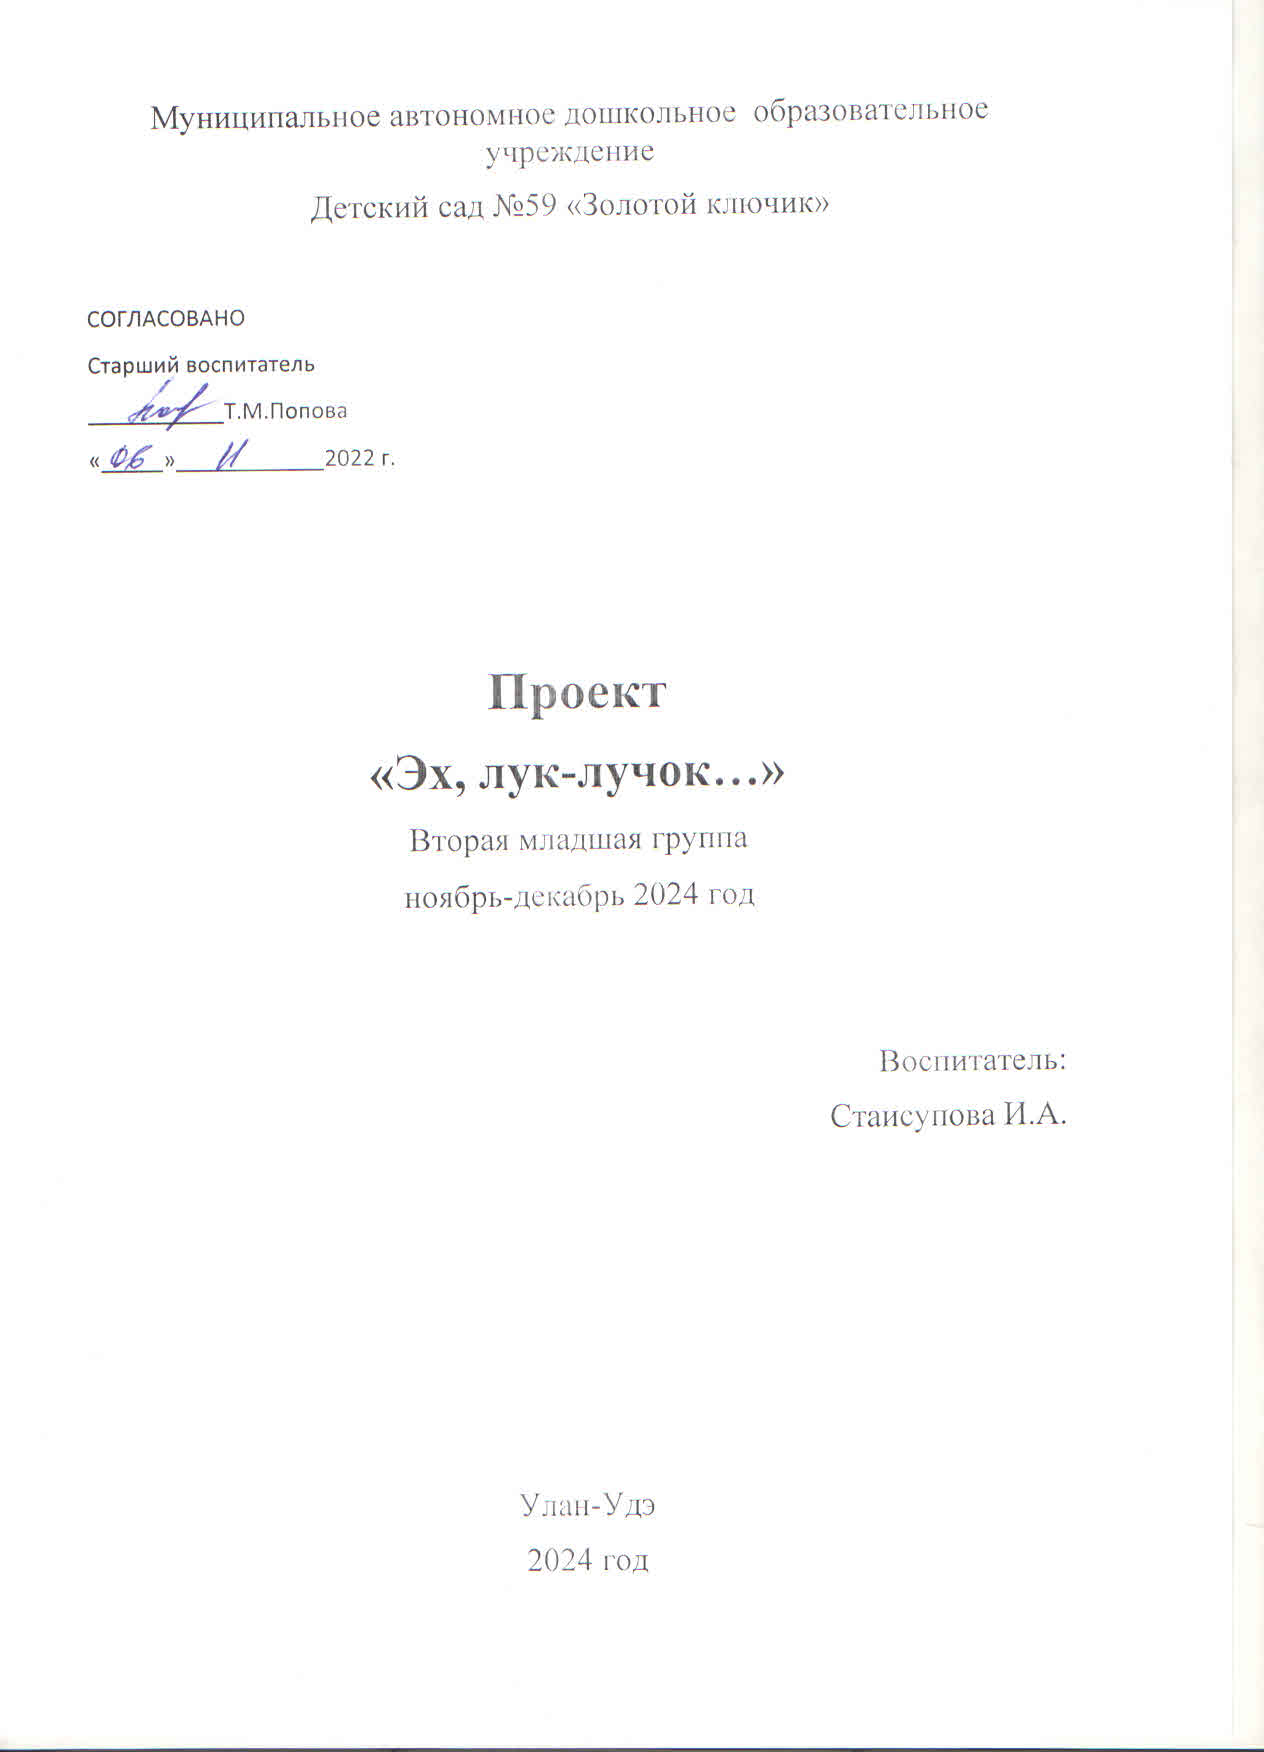 Муниципальное автономное дошкольное образовательное
учреждение
Детский сад №59 «Золотой ключик»
СОГЛАСОВАНО
Старший воспитатель
Т.М.Попова
«06» 11 2022 г.
Проект
«Эх, лук-лучок...»
Вторая младшая группа
ноябрь-декабрь 2024 год
Воспитатель:
Стаисупова И.А.
Улан-Удэ
2024 год